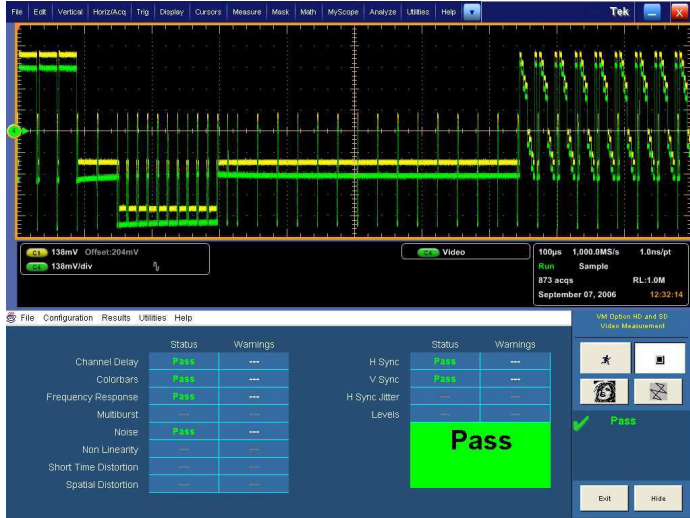 File Edit Vertical Horiz/Acq Trig Display Cursors Measure Mask Math MyScope Analyze Utilities Help Tek X
C1 138mV Offset:204mV
C4 138mV/div
C4 Video
100µs 1,000.0MS/s 1.0ns/pt
Run Sample
873 acqs RL:1.0M
September 07, 2006 12:32:14
File Configuration Results Utilities Help
VM Option HD and SD
Video Measurement
Status Warnings Status Warnings
Channel Delay Pass --- H Sync Pass ---
Colorbars Pass --- V Sync Pass ---
Frequency Response Pass --- H Sync Jitter --- ---
Multiburst --- --- Levels --- ---
Noise Pass --- Pass
Pass
Non Linearity --- ---
Short Time Distortion --- ---
Spatial Distortion --- ---
Exit Hide